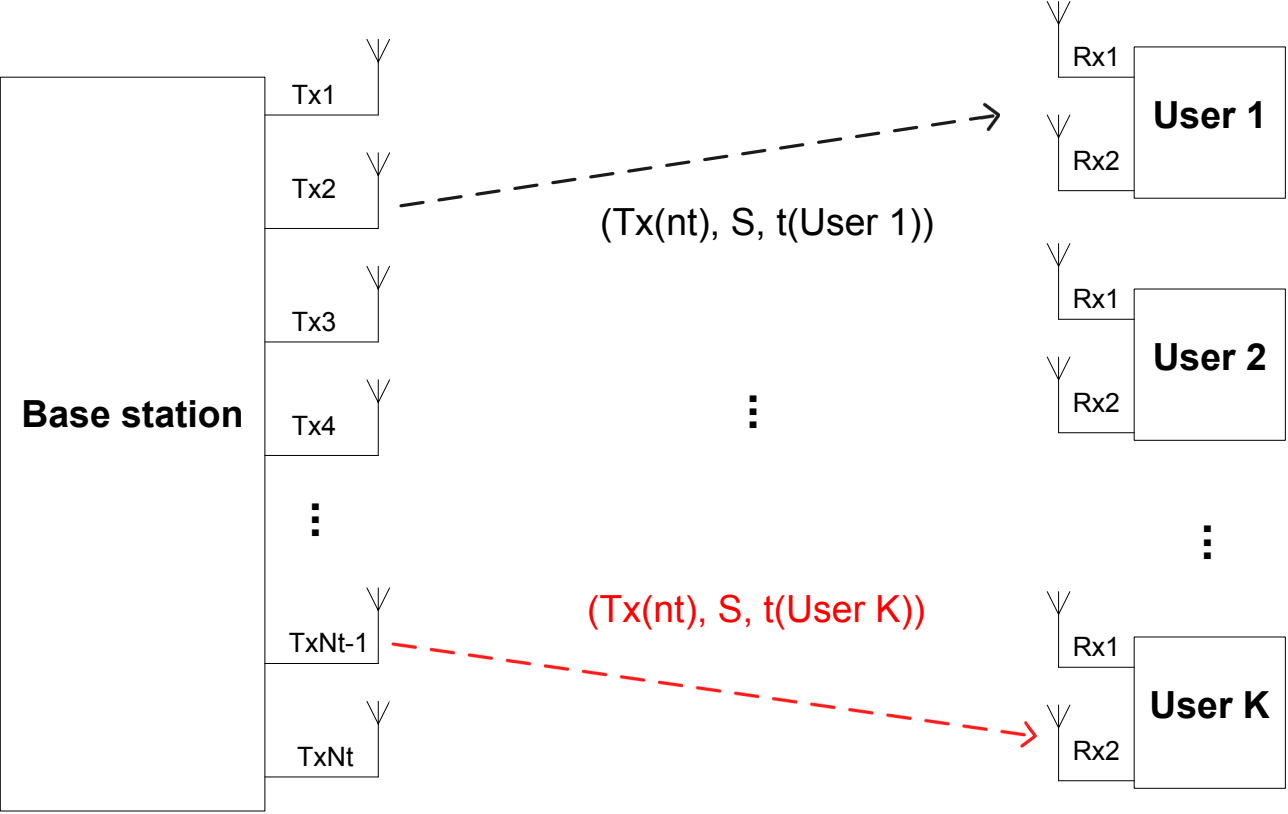 Tx1
Tx2
Tx3
Tx4
⋮
TxNt-1
TxNt
Base station
(Tx(nt), S, t(User 1))
⋮
(Tx(nt), S, t(User K))
Rx1
Rx2
User 1
Rx1
Rx2
User 2
⋮
Rx1
Rx2
User K